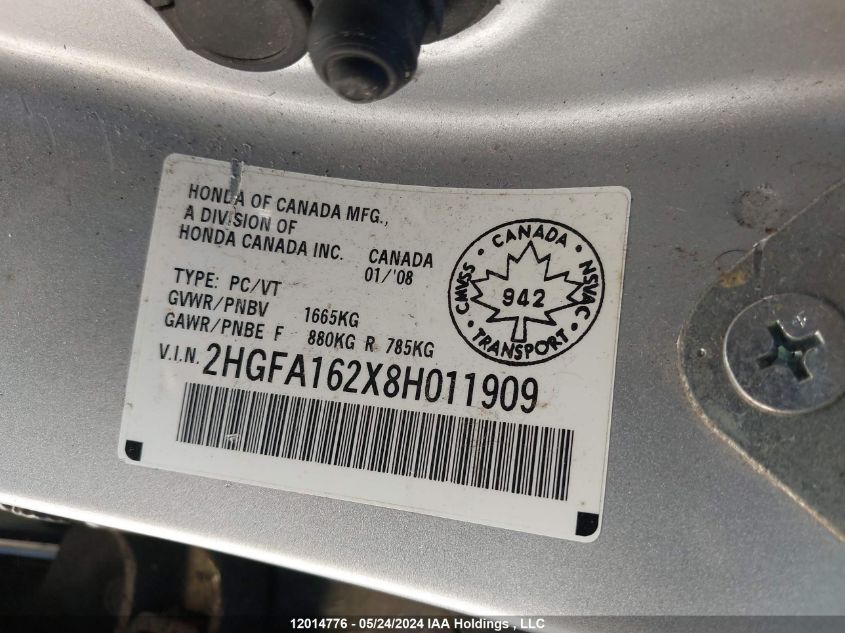 HONDA OF CANADA MFG.,
A DIVISION OF
HONDA CANADA INC.
CANADA
01/'08
TYPE: PC/VT
GVWR/PNBV 1665KG
GAWR/PNBE F 880KG R 785KG
V.I.N. 2HGFA162X8H011909
• CANADA •
CMVSS
942
NSVAC
• TRANSPORT •
12014776 - 05/24/2024 IAA Holdings , LLC